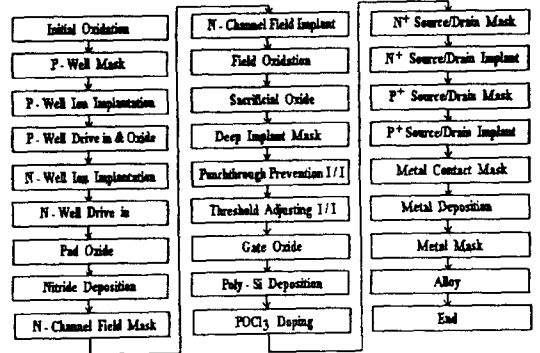 Initial Oxidation
P - Well Mask
P - Well Ion Implantation
P - Well Drive in & Oxide
N - Well Ion Implantation
N - Well Drive in
Pad Oxide
Nitride Deposition
N - Channel Field Mask
N - Channel Field Implant
Field Oxidation
Sacrificial Oxide
Deep Implant Mask
Punchthrough Prevention I / I
Threshold Adjusting I / I
Gate Oxide
Poly - Si Deposition
POCl3 Doping
N+ Source/Drain Mask
N+ Source/Drain Implant
P+ Source/Drain Mask
P+ Source/Drain Implant
Metal Contact Mask
Metal Deposition
Metal Mask
Alloy
End